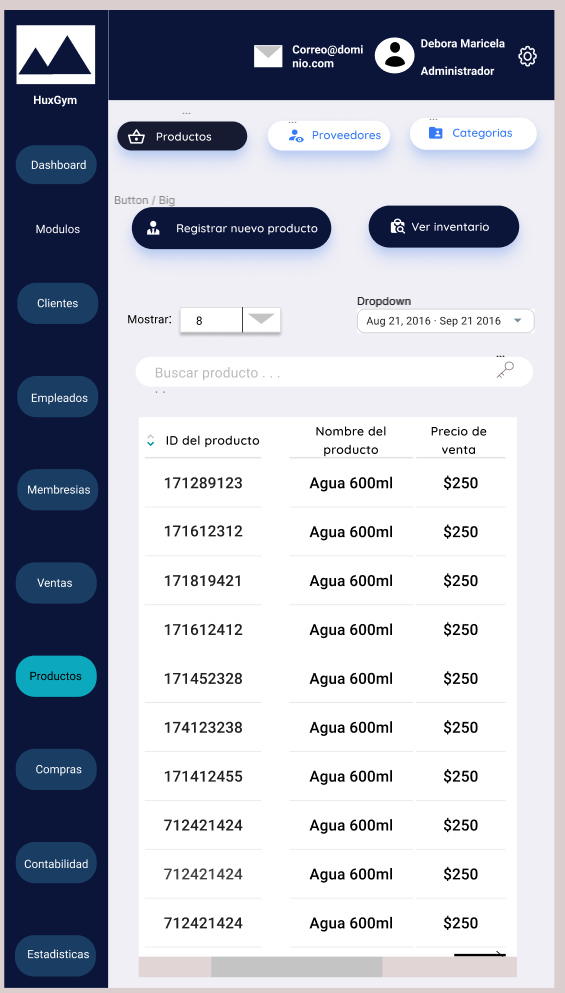 HuxGym
Correo@domi
nio.com
Debora Maricela
Administrador
Dashboard
Modulos
Clientes
Empleados
Membresias
Ventas
Productos
Compras
Contabilidad
Estadisticas
...
Productos
...
Proveedores
...
Categorias
Button / Big
Registrar nuevo producto
Ver inventario
Mostrar:
8
Dropdown
Aug 21, 2016 · Sep 21 2016
...
Buscar producto . . .
. .
ID del producto
Nombre del
producto
Precio de
venta
171289123 Agua 600ml $250
171612312 Agua 600ml $250
171819421 Agua 600ml $250
171612412 Agua 600ml $250
171452328 Agua 600ml $250
174123238 Agua 600ml $250
171412455 Agua 600ml $250
712421424 Agua 600ml $250
712421424 Agua 600ml $250
712421424 Agua 600ml $250